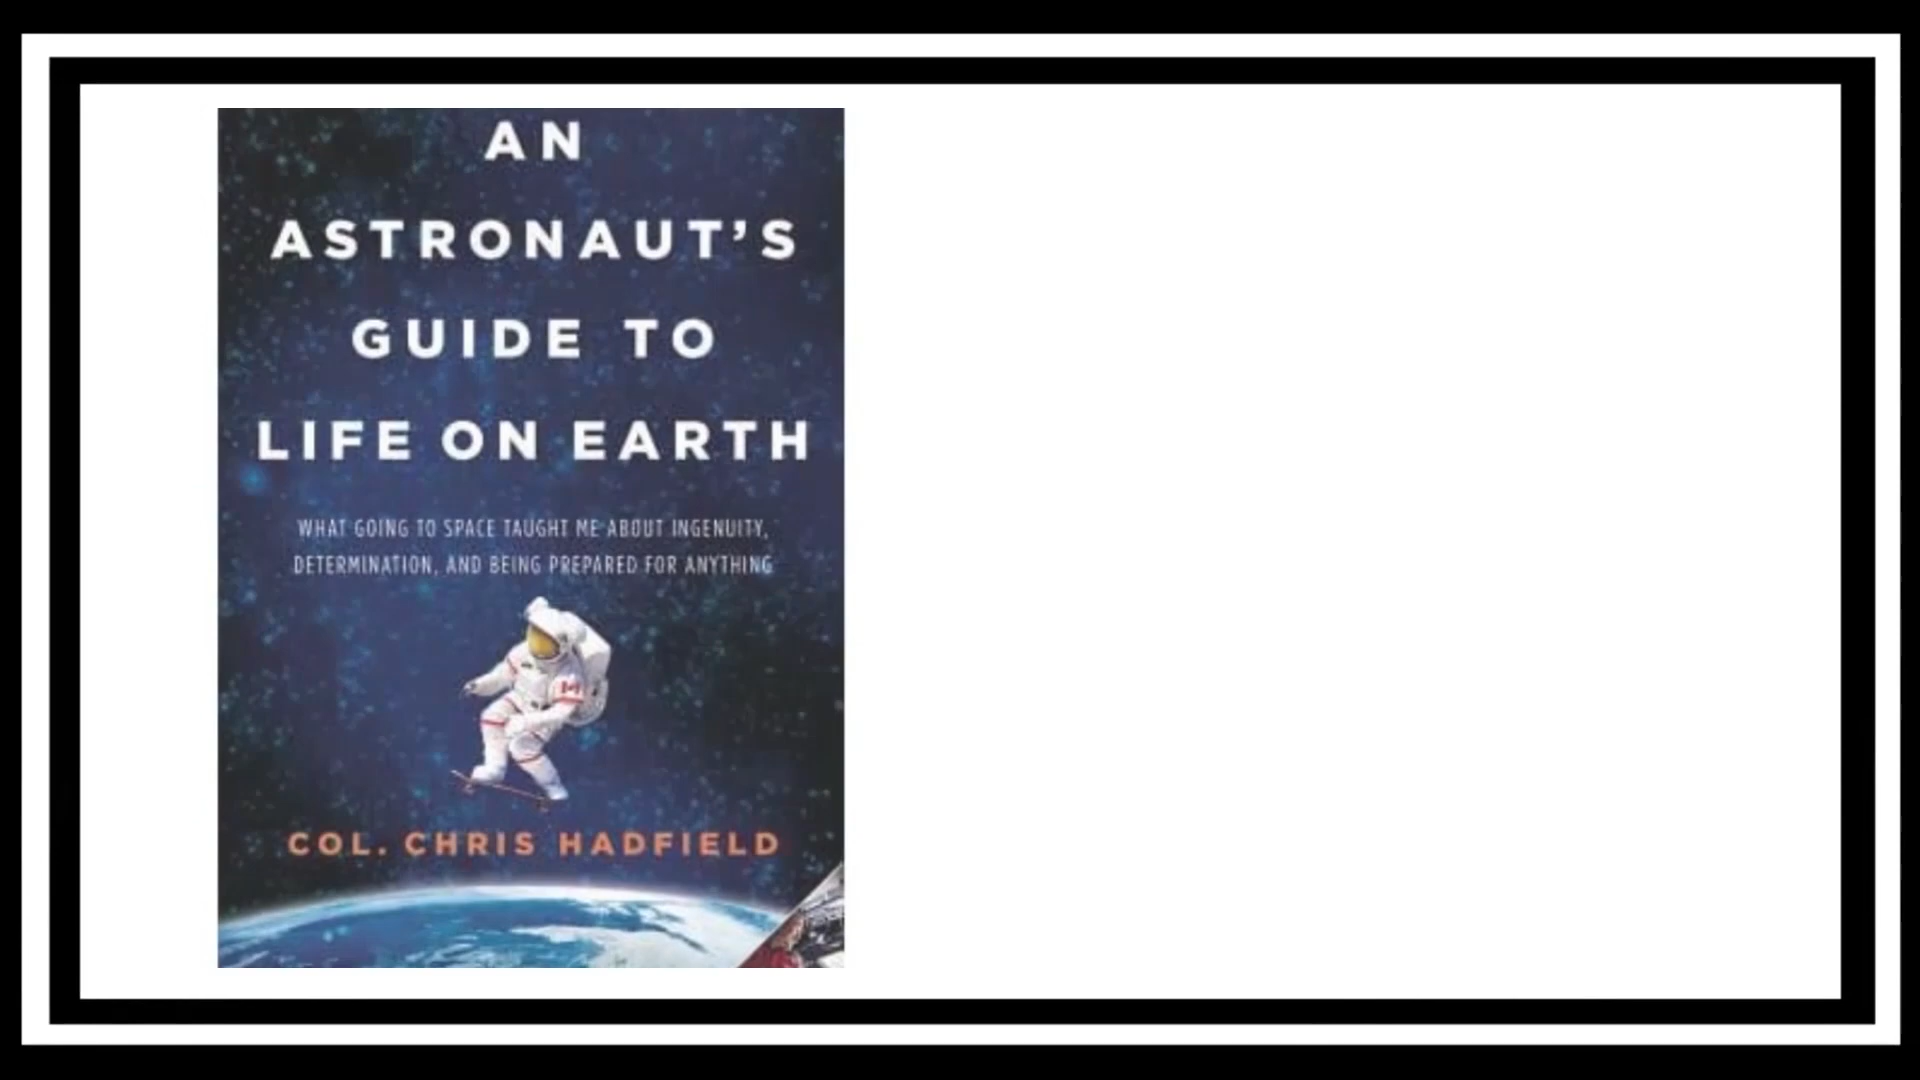 AN
ASTRONAUT’S
GUIDE TO
LIFE ON EARTH
WHAT GOING TO SPACE TAUGHT ME ABOUT INGENUITY,
DETERMINATION, AND BEING PREPARED FOR ANYTHING
COL. CHRIS HADFIELD